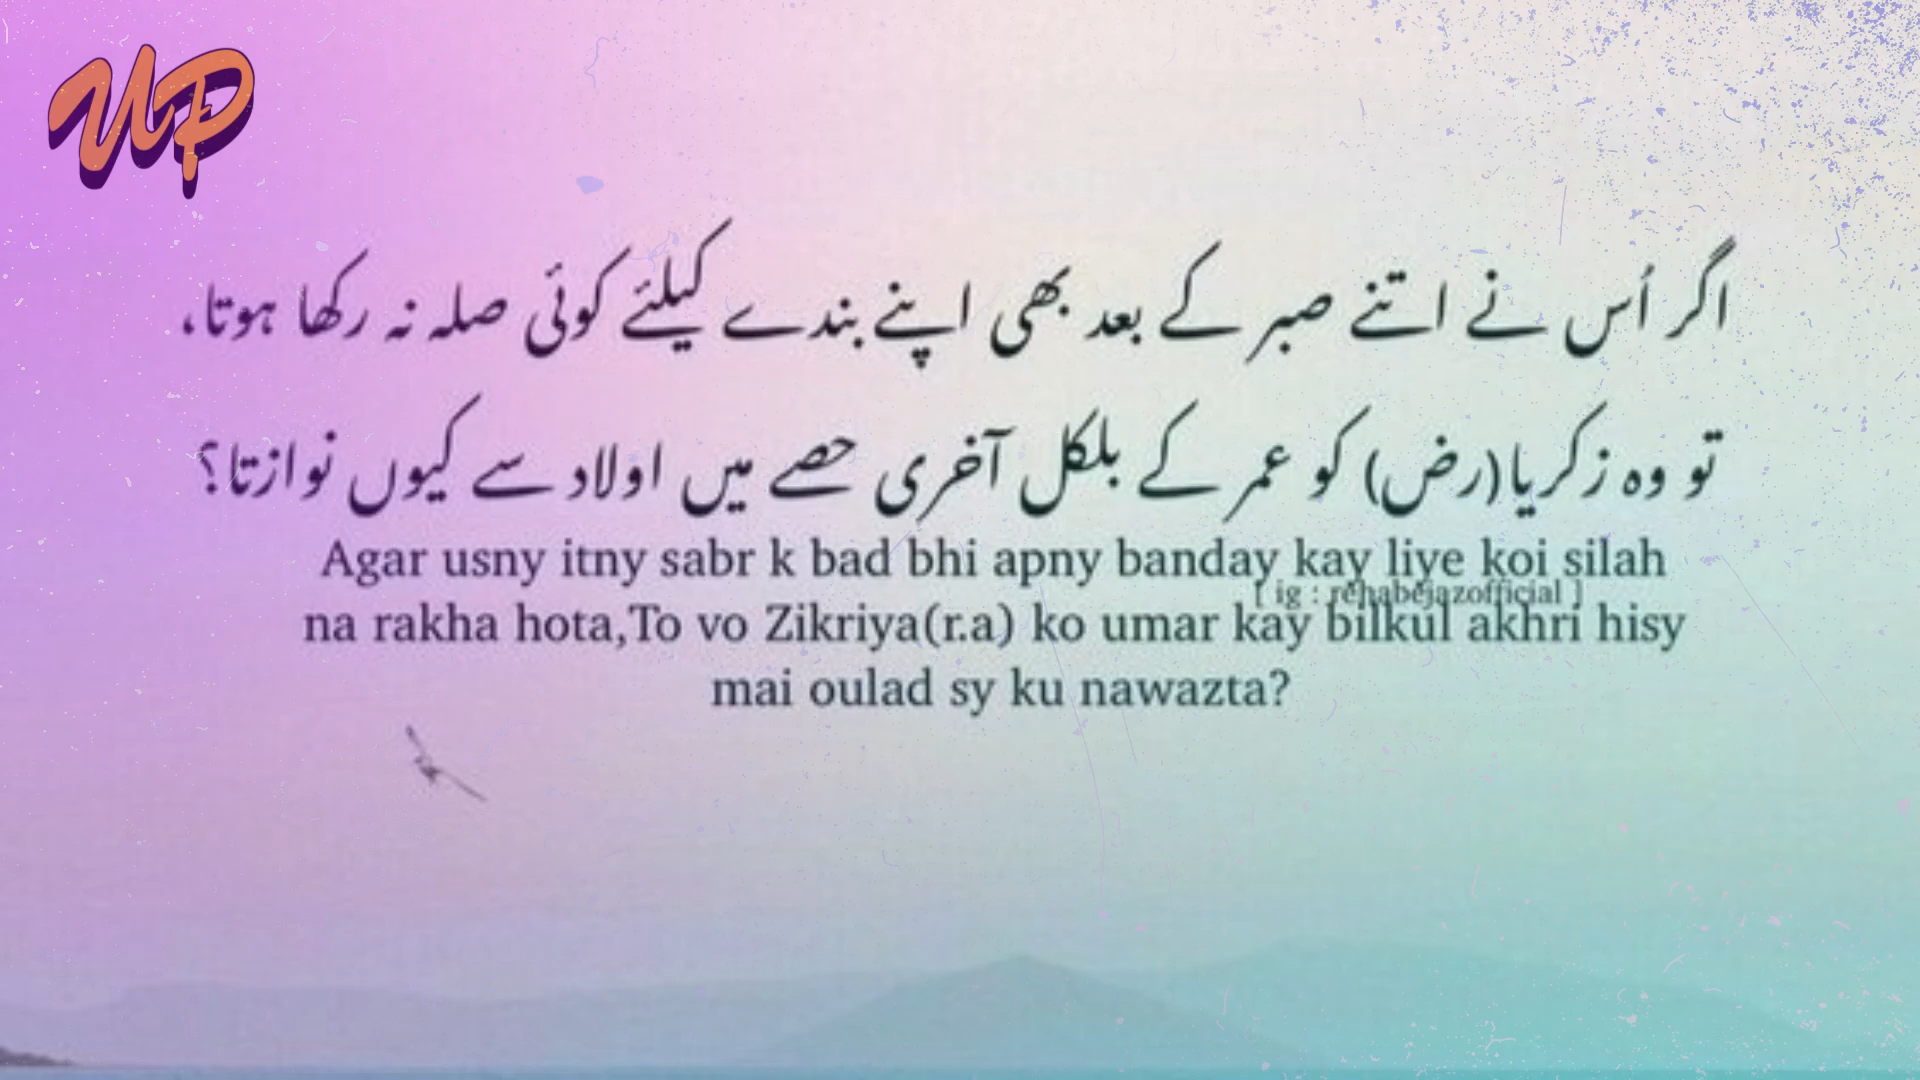 UP
اگر اُس نے اتنے صبر کے بعد بھی اپنے بندے کیلئے کوئی صلہ نہ رکھا ہوتا،
تو وہ زکریا(رض) کو عمر کے بلکل آخری حصے میں اولاد سے کیوں نوازتا؟
Agar usny itny sabr k bad bhi apny banday kay liye koi silah
[ ig : rehabejazofficial ]
na rakha hota,To vo Zikriya(r.a) ko umar kay bilkul akhri hisy
mai oulad sy ku nawazta?